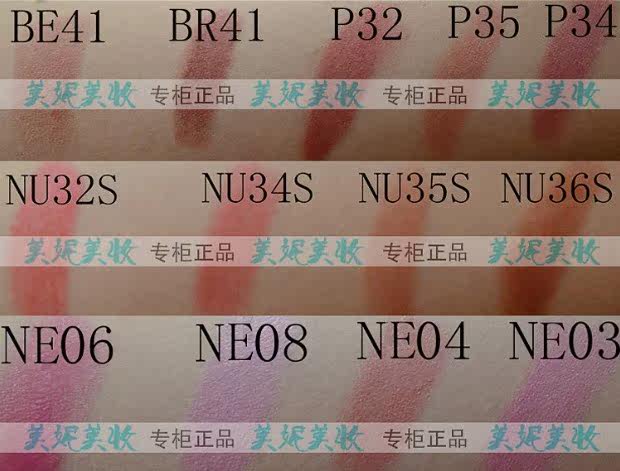 BE41 BR41 P32 P35 P34
美妮美妆 专柜正品 美妮美妆 专柜正品 美妮美妆
NU32S NU34S NU35S NU36S
美妮美妆 专柜正品 美妮美妆 专柜正品 美妮美妆
NE06 NE08 NE04 NE03
美妮美妆 专柜正品 美妮美妆 专柜正品 美妮美妆